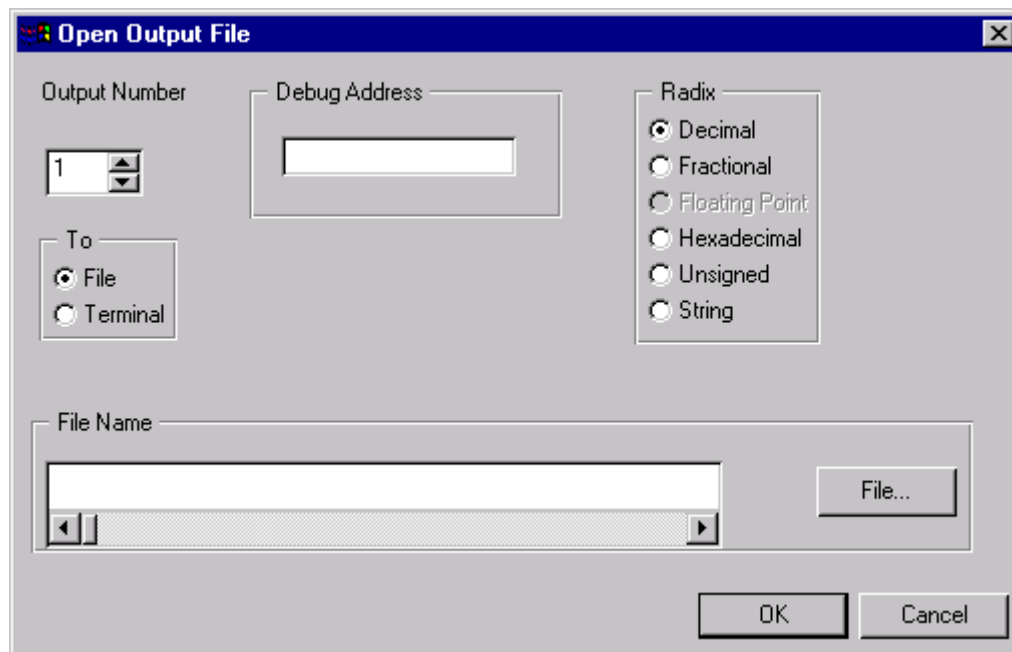 Open Output File
Output Number
1
Debug Address
Radix
Decimal
Fractional
Floating Point
Hexadecimal
Unsigned
String
To
File
Terminal
File Name
File...
OK
Cancel